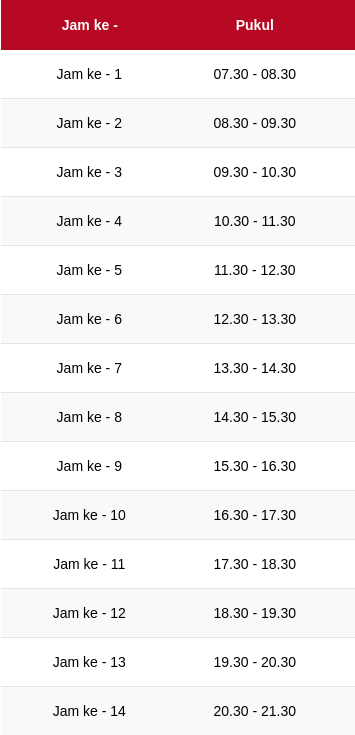 Jam ke - Pukul
Jam ke - 1 07.30 - 08.30
Jam ke - 2 08.30 - 09.30
Jam ke - 3 09.30 - 10.30
Jam ke - 4 10.30 - 11.30
Jam ke - 5 11.30 - 12.30
Jam ke - 6 12.30 - 13.30
Jam ke - 7 13.30 - 14.30
Jam ke - 8 14.30 - 15.30
Jam ke - 9 15.30 - 16.30
Jam ke - 10 16.30 - 17.30
Jam ke - 11 17.30 - 18.30
Jam ke - 12 18.30 - 19.30
Jam ke - 13 19.30 - 20.30
Jam ke - 14 20.30 - 21.30